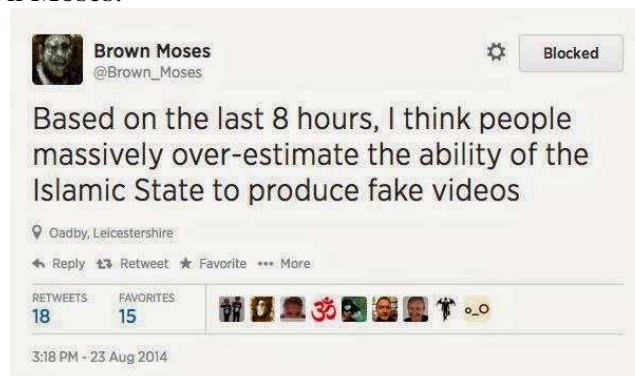 Brown Moses
@Brown_Moses
Blocked
Based on the last 8 hours, I think people
massively over-estimate the ability of the
Islamic State to produce fake videos
Oadby, Leicestershire
Reply Retweet Favorite ••• More
RETWEETS FAVORITES
18 15
ॐ o_O
3:18 PM - 23 Aug 2014